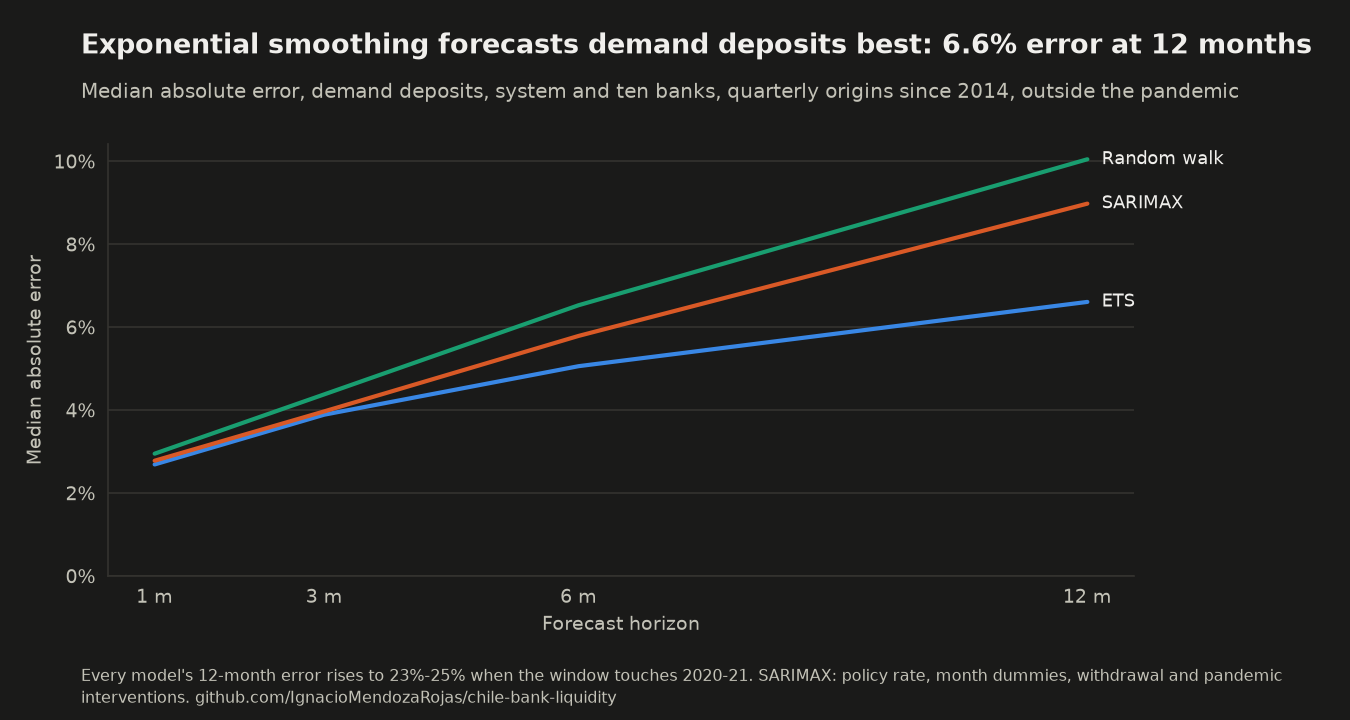 Exponential smoothing forecasts demand deposits best: 6.6% error at 12 months
Median absolute error, demand deposits, system and ten banks, quarterly origins since 2014, outside the pandemic
10%
8%
6%
4%
2%
0%
Median absolute error
Random walk
SARIMAX
ETS
1 m
3 m
6 m
12 m
Forecast horizon
Every model's 12-month error rises to 23%-25% when the window touches 2020-21. SARIMAX: policy rate, month dummies, withdrawal and pandemic
interventions. github.com/IgnacioMendozaRojas/chile-bank-liquidity